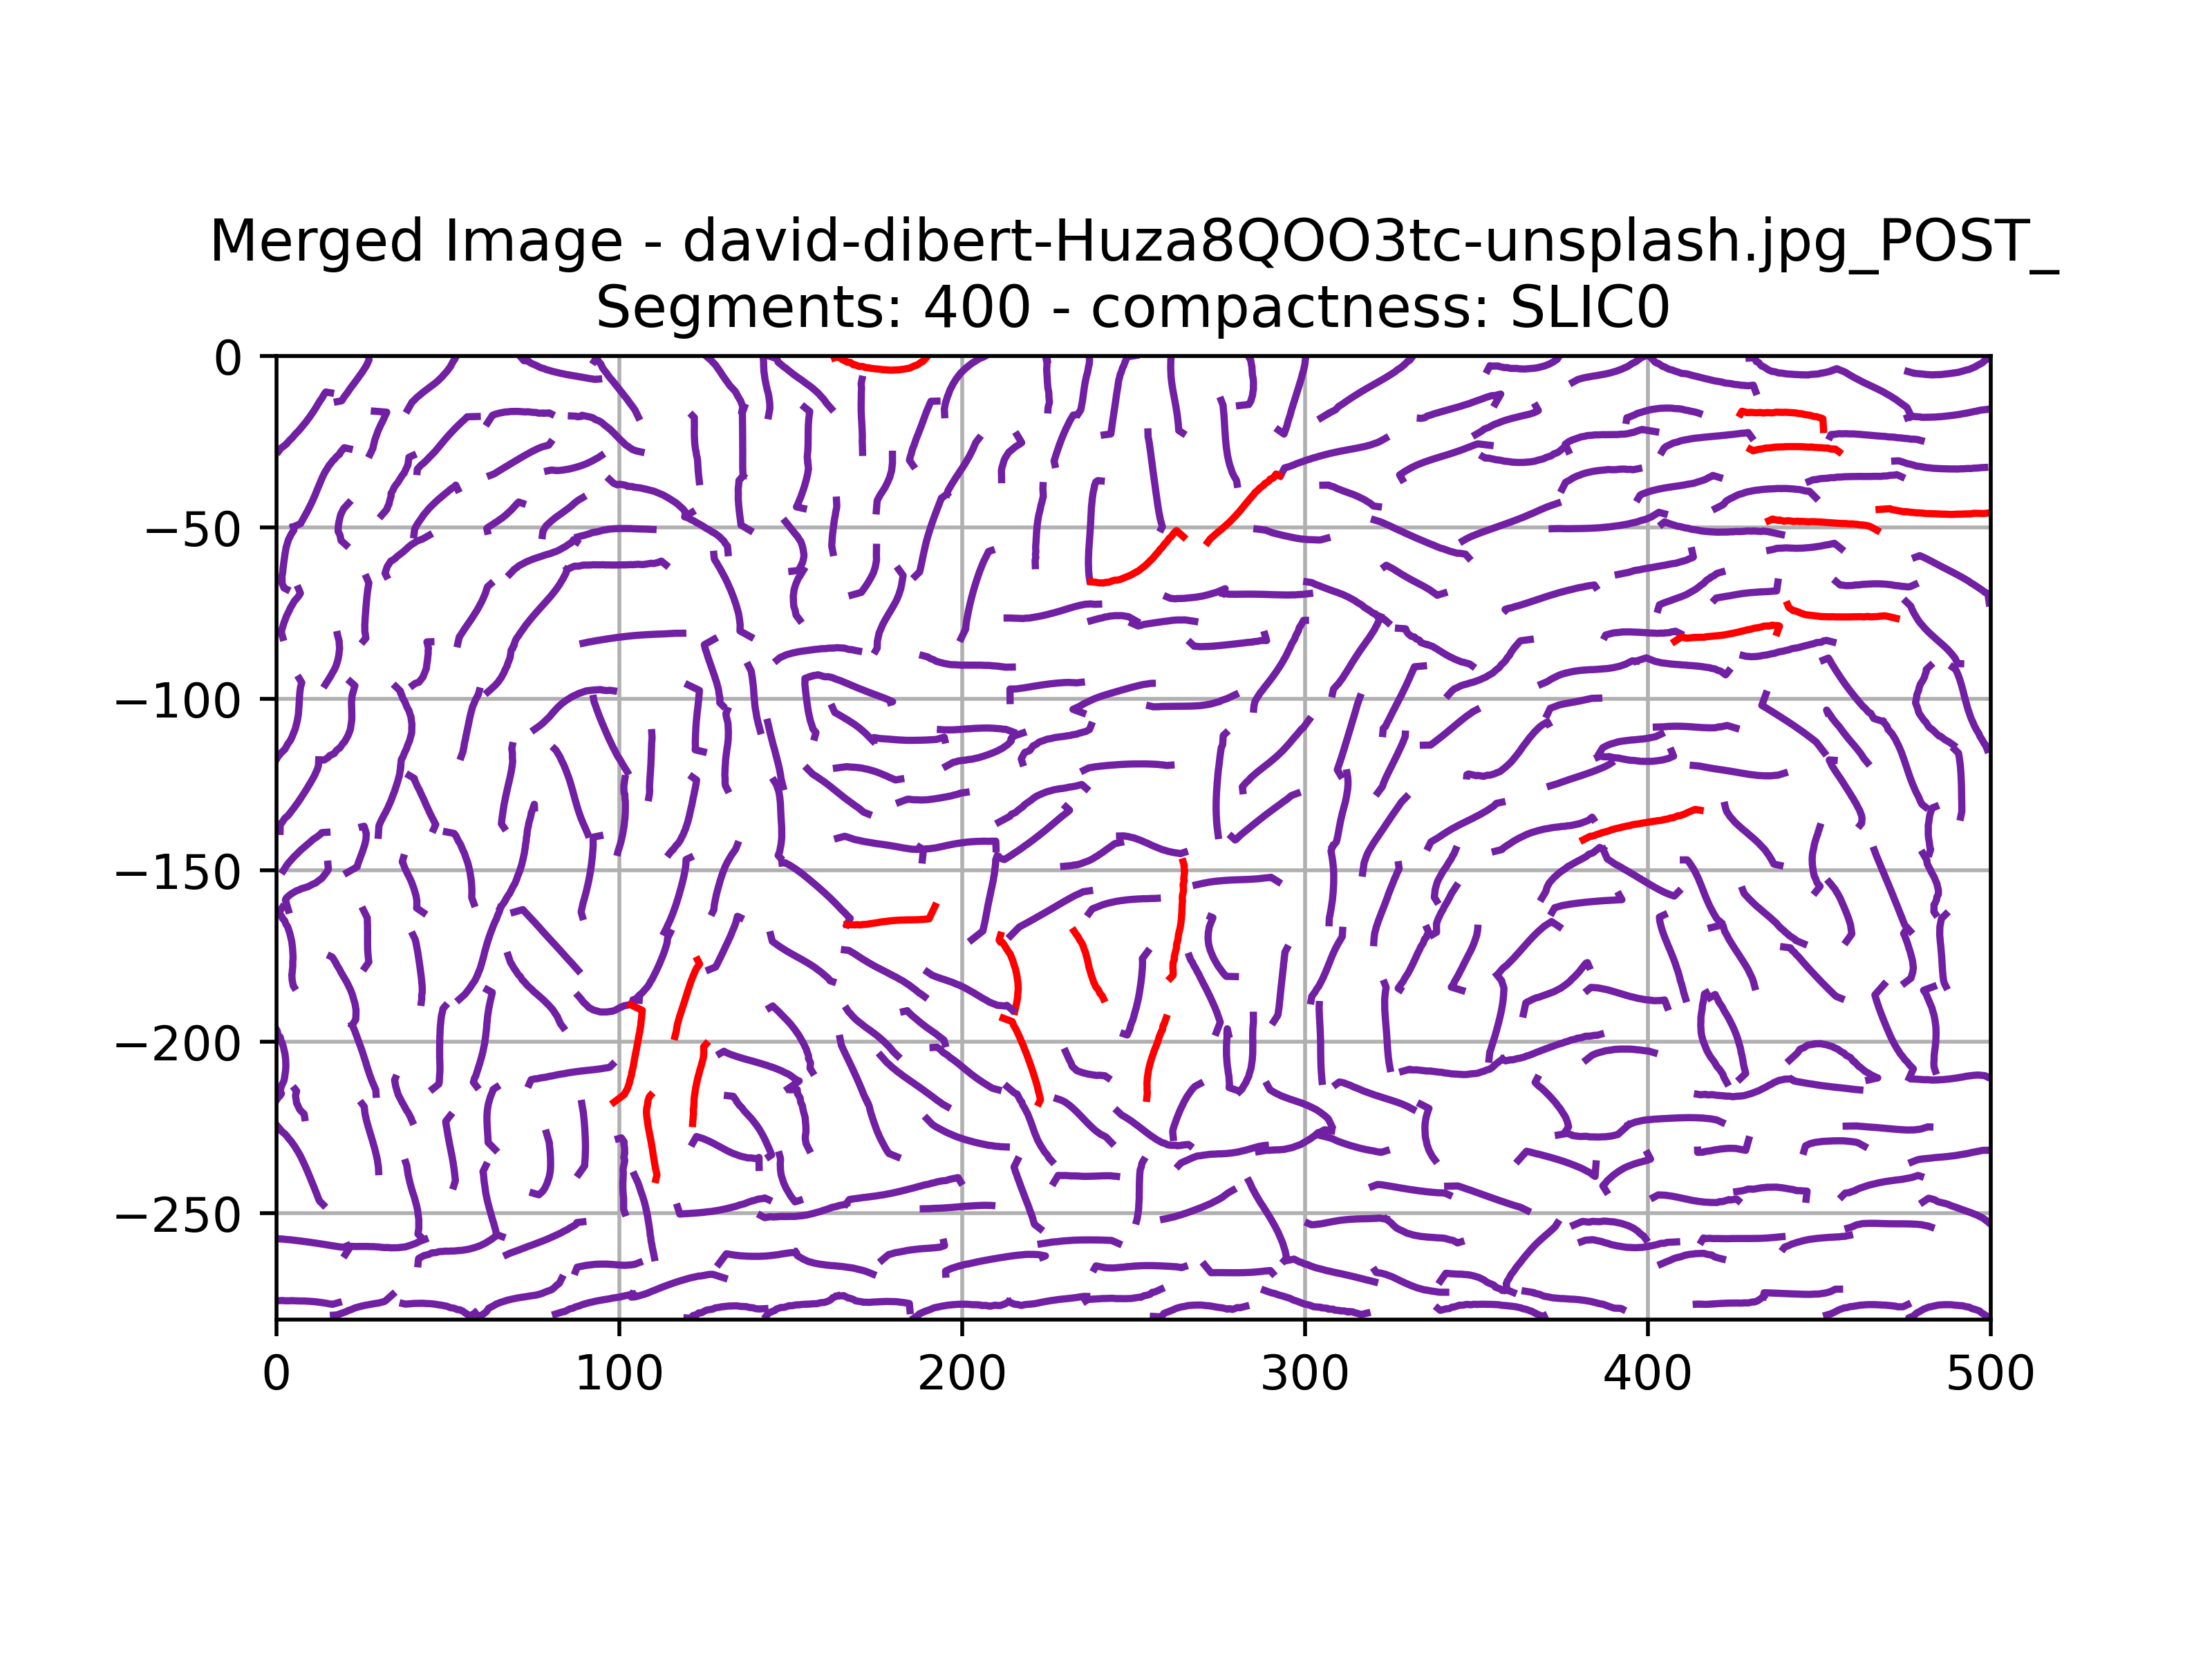 Merged Image - david-dibert-Huza8QOO3tc-unsplash.jpg_POST_
Segments: 400 - compactness: SLIC0
0
−50
−100
−150
−200
−250
0 100 200 300 400 500